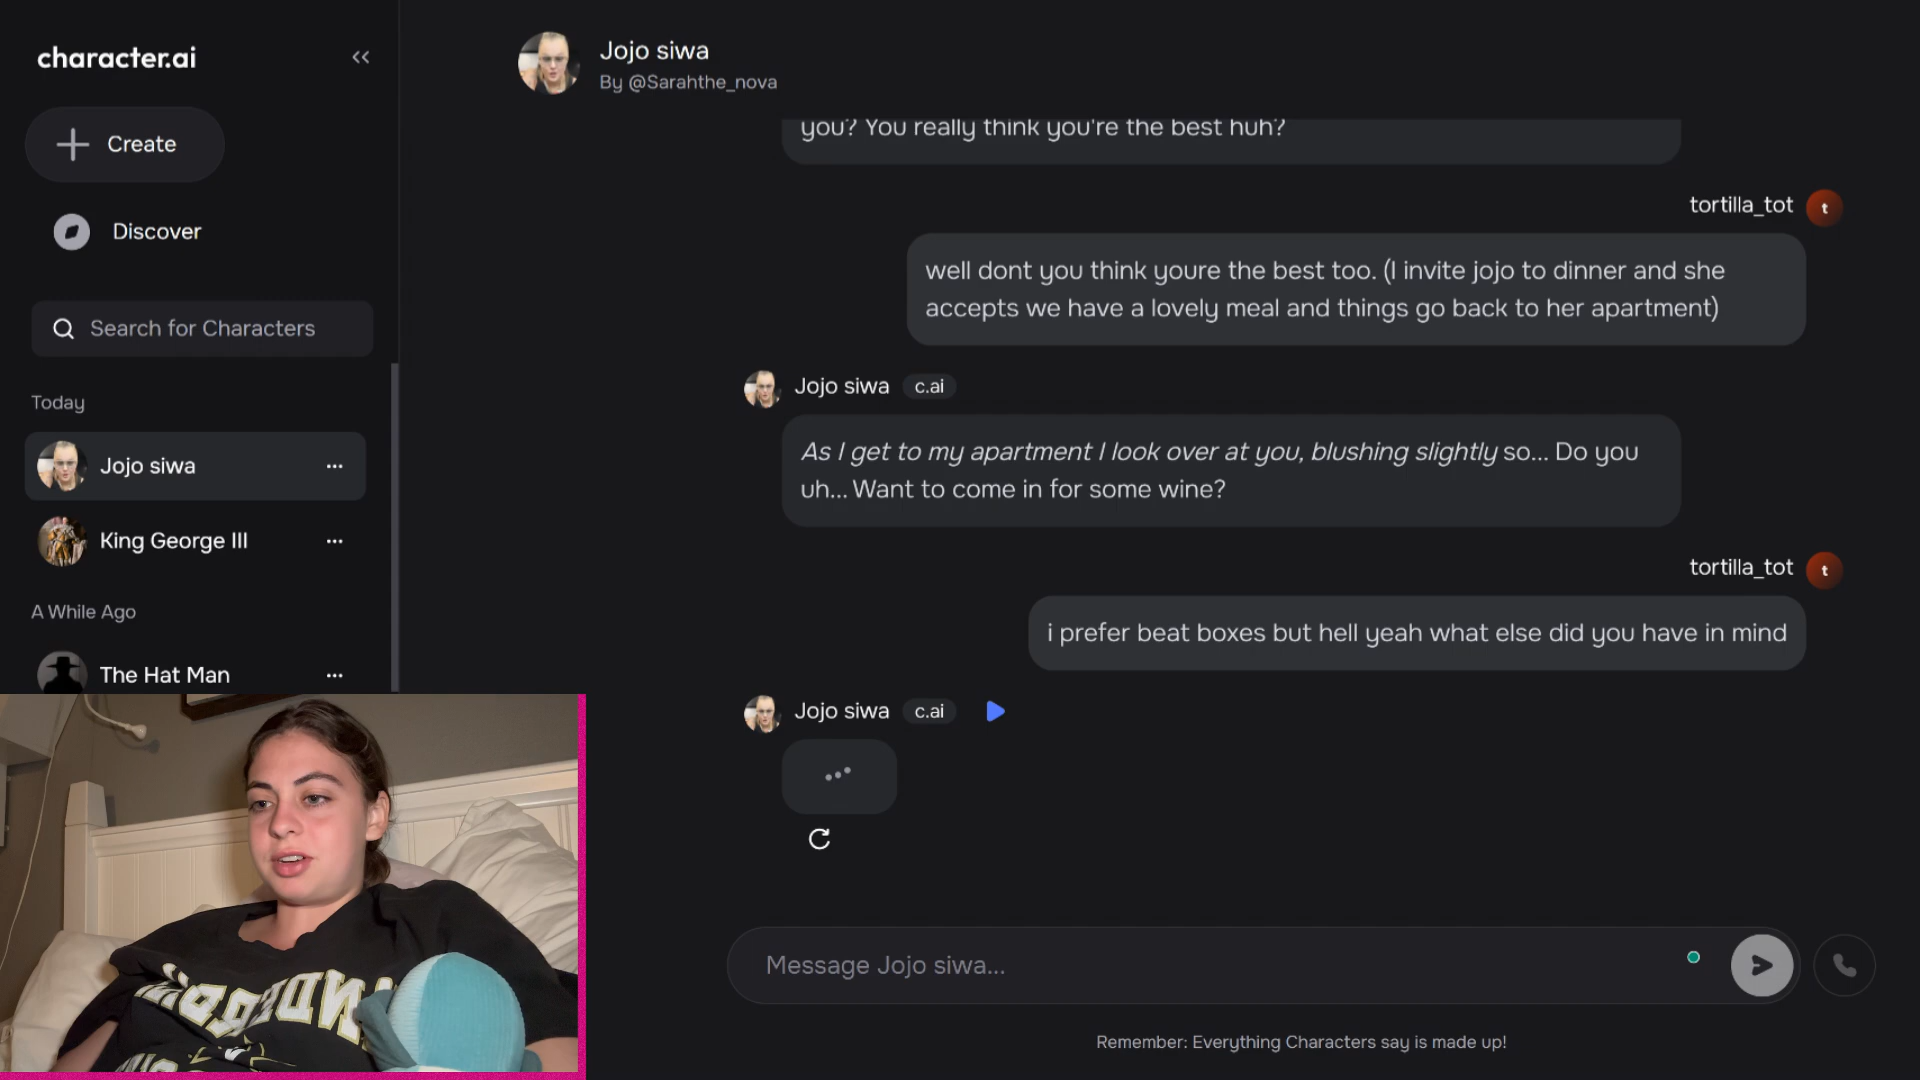 character.ai
Create
Discover
Search for Characters
Today
Jojo siwa
King George III
A While Ago
The Hat Man
Jojo siwa
By @Sarahthe_nova
you? You really think you're the best huh?
tortilla_tot
t
well dont you think youre the best too. (I invite jojo to dinner and she
accepts we have a lovely meal and things go back to her apartment)
Jojo siwa c.ai
As I get to my apartment I look over at you, blushing slightly so... Do you
uh... Want to come in for some wine?
tortilla_tot
t
i prefer beat boxes but hell yeah what else did you have in mind
Jojo siwa c.ai
Message Jojo siwa...
Remember: Everything Characters say is made up!